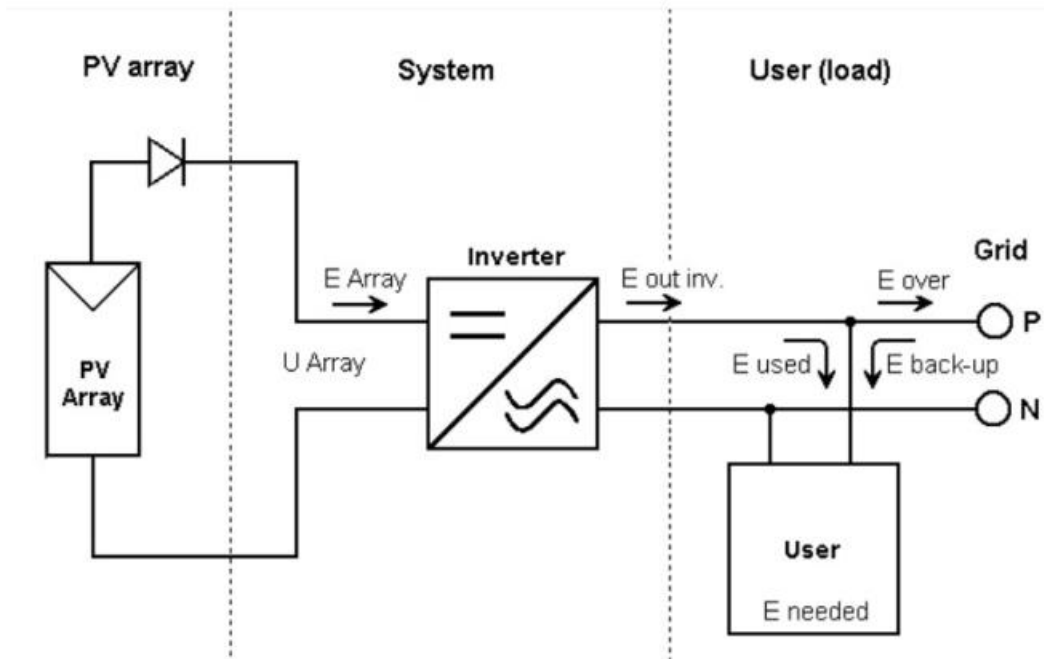 PV array
System
User (load)
Inverter
Grid
E Array
E out inv.
E over
P
PV
Array
U Array
E used
E back-up
N
User
E needed